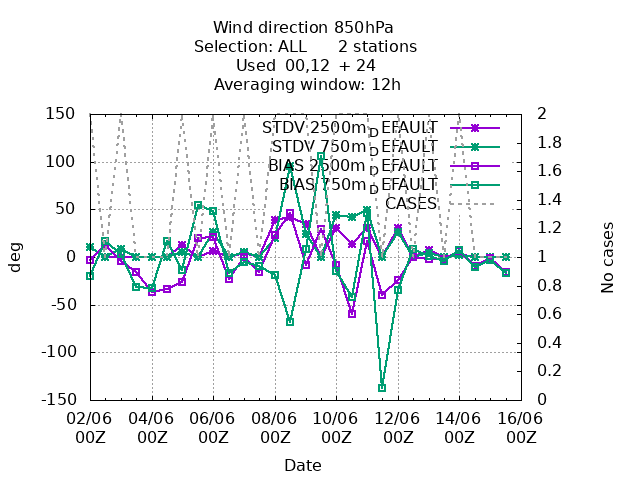 Wind direction 850hPa
Selection: ALL      2 stations
Used  00,12  + 24
Averaging window: 12h
150
100
50
0
-50
-100
-150
deg
STDV 2500m_DEFAULT
STDV 750m_DEFAULT
BIAS 2500m_DEFAULT
BIAS 750m_DEFAULT
CASES
2
1.8
1.6
1.4
1.2
1
0.8
0.6
0.4
0.2
0
No cases
02/06 04/06 06/06 08/06 10/06 12/06 14/06 16/06
00Z 00Z 00Z 00Z 00Z 00Z 00Z 00Z
Date